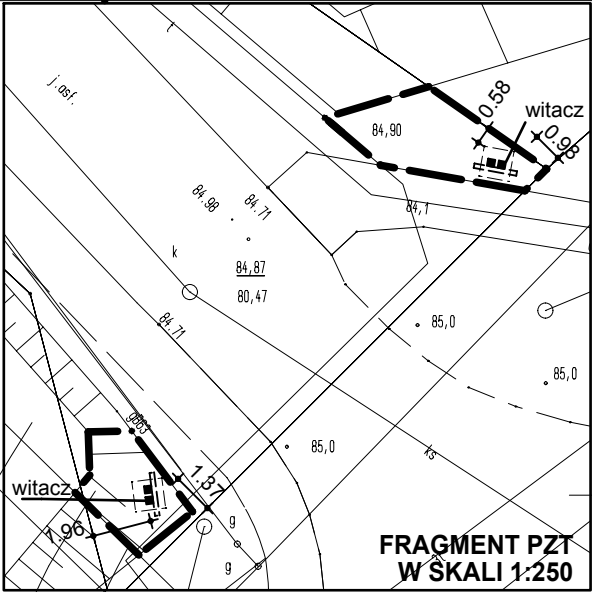 t
j.asf.
0.58
witacz
84,90
0.98
84.98
84.71
84,1
k
84,87
80,47
84.71
85,0
85,0
85,0
ks
witacz
1.37
1.96
g
g
FRAGMENT PZT
W SKALI 1:250